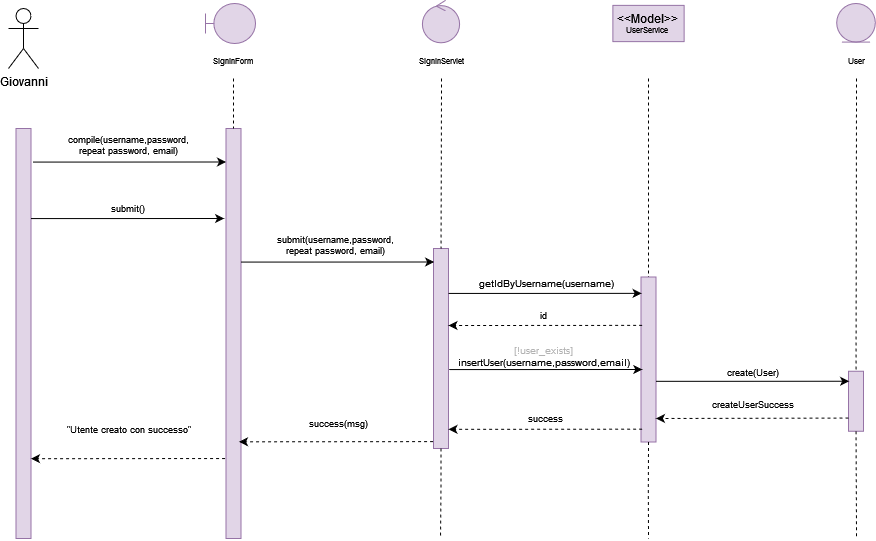 <<Model>>
UserService
Giovanni
SignInForm
SignInServlet
User
compile(username,password,
repeat password, email)
submit()
submit(username,password,
repeat password, email)
getIdByUsername(username)
id
[!user_exists]
insertUser(username,password,email)
create(User)
createUserSuccess
success
success(msg)
"Utente creato con successo"